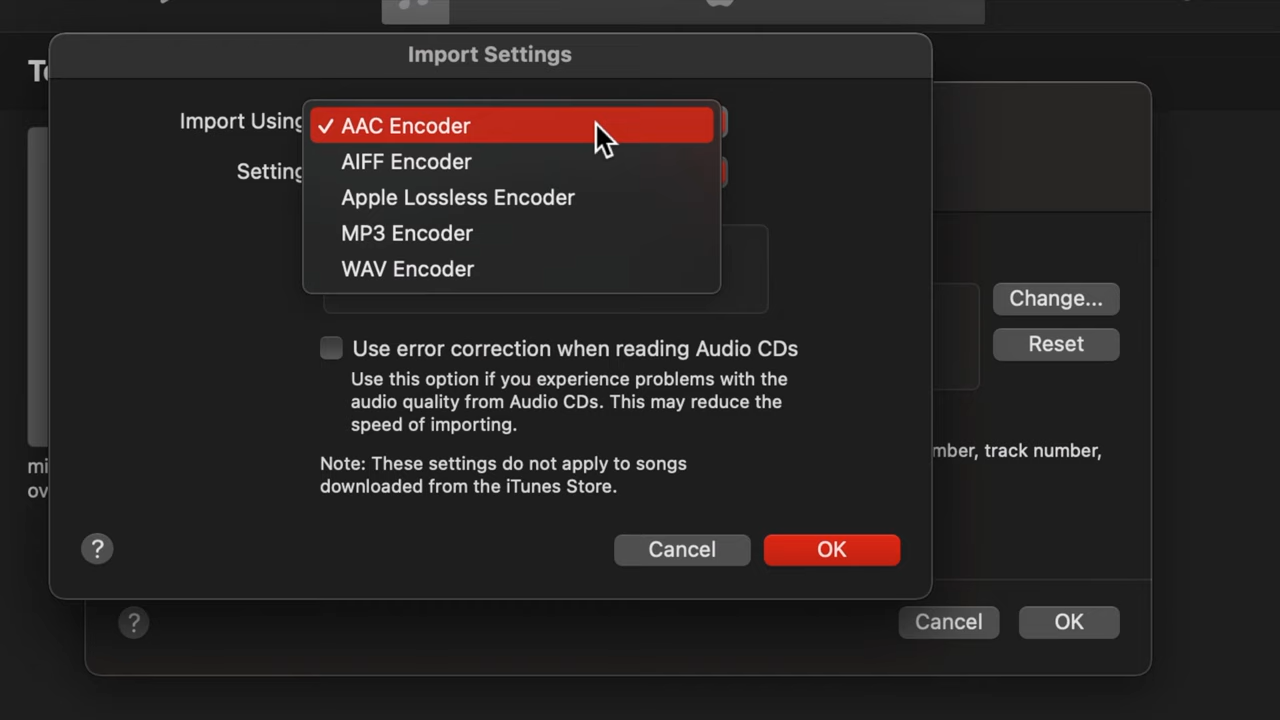 Import Settings
Import Using
✓ AAC Encoder
AIFF Encoder
Setting
Apple Lossless Encoder
MP3 Encoder
WAV Encoder
Change...
Reset
Use error correction when reading Audio CDs
Use this option if you experience problems with the
audio quality from Audio CDs. This may reduce the
speed of importing.
mber, track number,
Note: These settings do not apply to songs
downloaded from the iTunes Store.
mi
ov
?
Cancel
OK
?
Cancel
OK